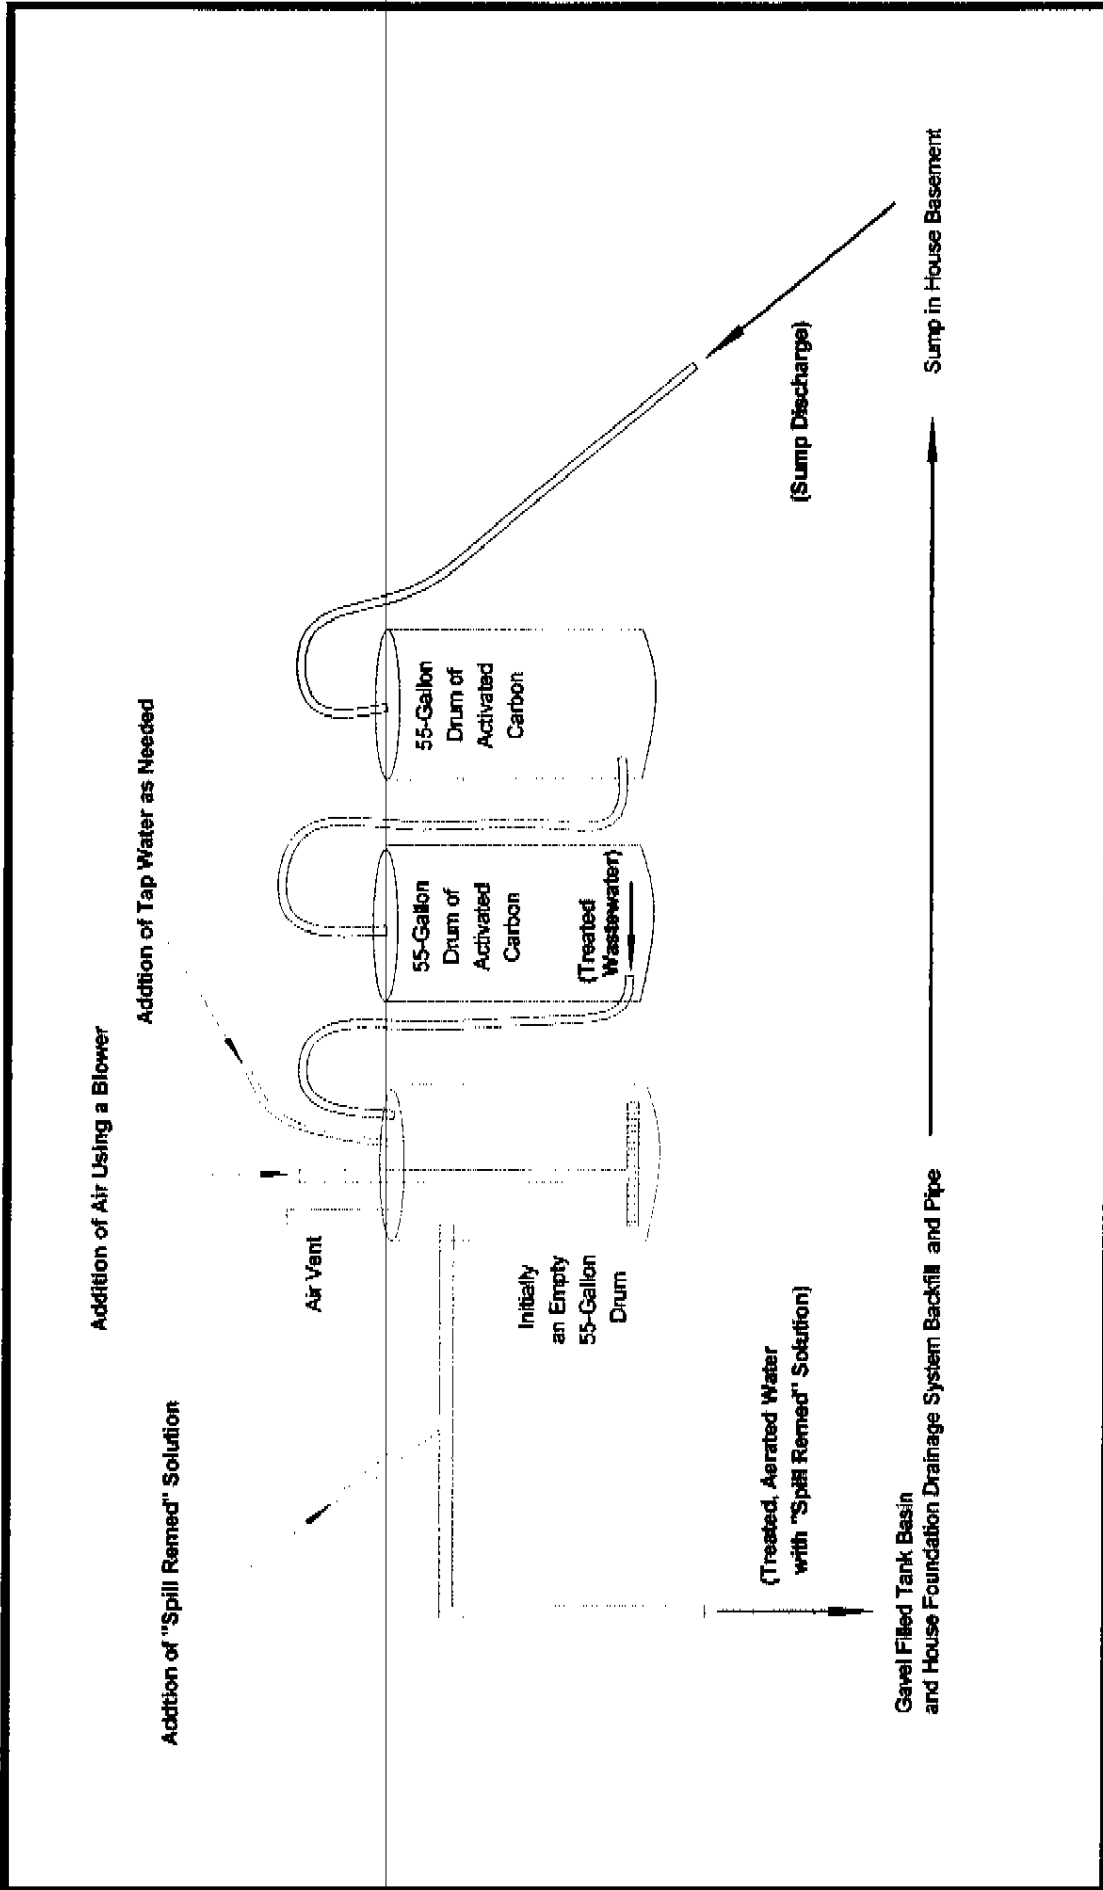 Addition of Air Using a Blower
Addtion of "Spill Remed" Solution
Addtion of Tap Water as Needed
Air Vent
Initially
an Empty
55-Gallon
Drum
55-Gallon
Drum of
Activated
Carbon
(Treated
Wastewater)
55-Gallon
Drum of
Activated
Carbon
(Treated, Aerated Water
with "Spill Remed" Solution)
(Sump Discharge)
Gavel Filled Tank Basin
and House Foundation Drainage System Backfill and Pipe
Sump in House Basement